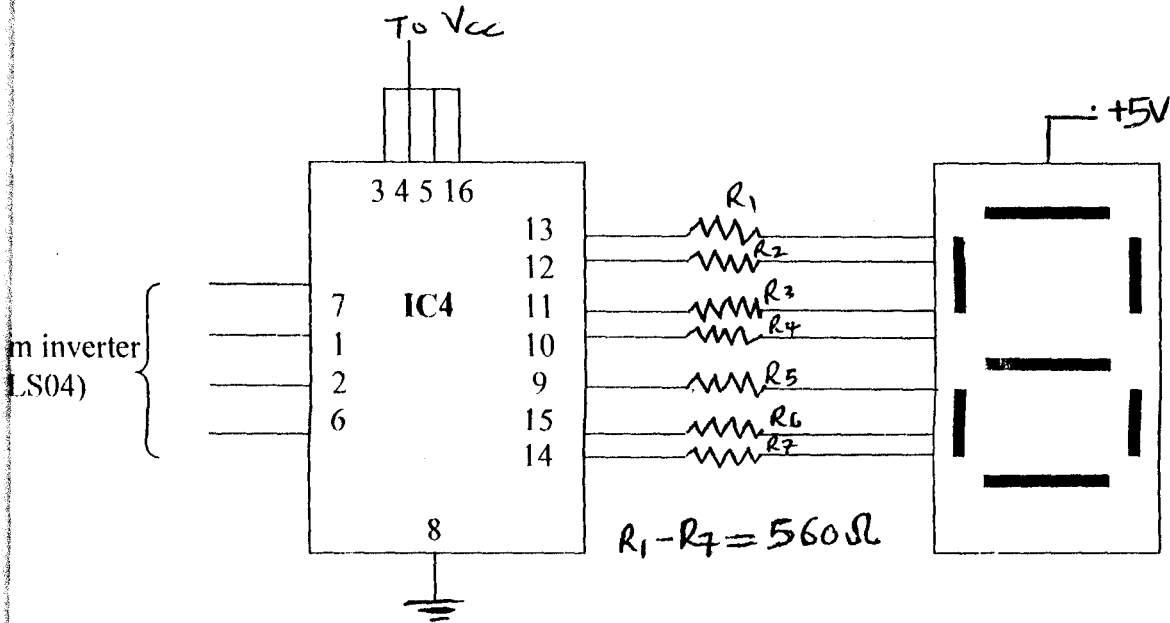 To Vcc
+5V
3 4 5 16
13
R1
12
R2
7
IC4
11
R3
1
10
R4
m inverter
LS04)
2
9
R5
6
15
R6
14
R7
8
R1-R7 = 560Ω